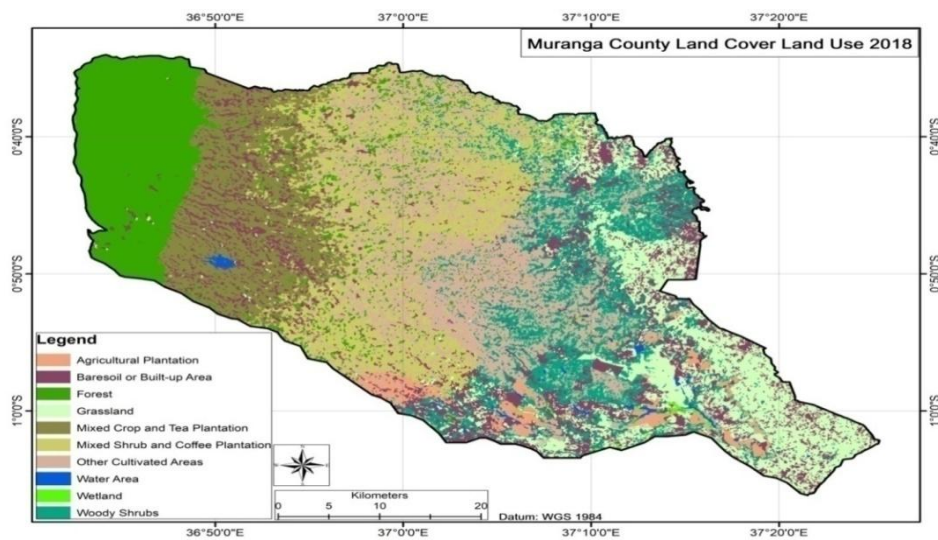 36°50'0"E 37°0'0"E 37°10'0"E 37°20'0"E
Muranga County Land Cover Land Use 2018
0°40'0"S 0°40'0"S
0°50'0"S 0°50'0"S
1°0'0"S 1°0'0"S
Legend
Agricultural Plantation
Baresoil or Built-up Area
Forest
Grassland
Mixed Crop and Tea Plantation
Mixed Shrub and Coffee Plantation
Other Cultivated Areas
Water Area
Wetland
Woody Shrubs
Kilometers
0 5 10 20
Datum: WGS 1984
36°50'0"E 37°0'0"E 37°10'0"E 37°20'0"E